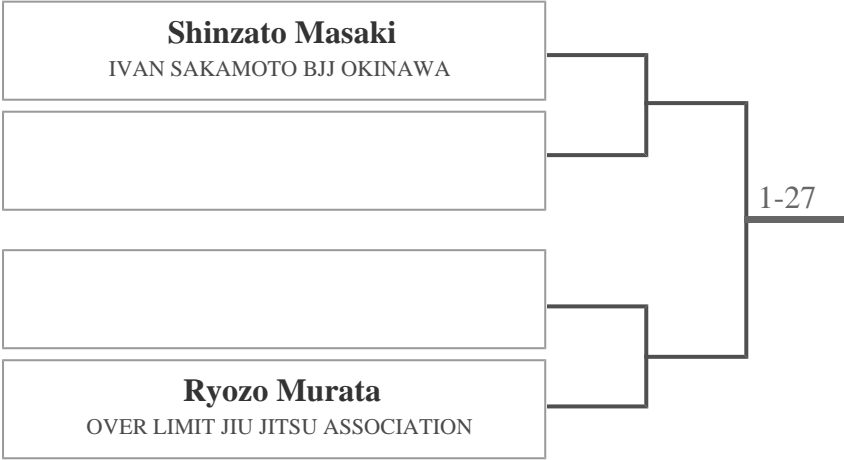 Shinzato Masaki
IVAN SAKAMOTO BJJ OKINAWA
1-27
Ryozo Murata
OVER LIMIT JIU JITSU ASSOCIATION